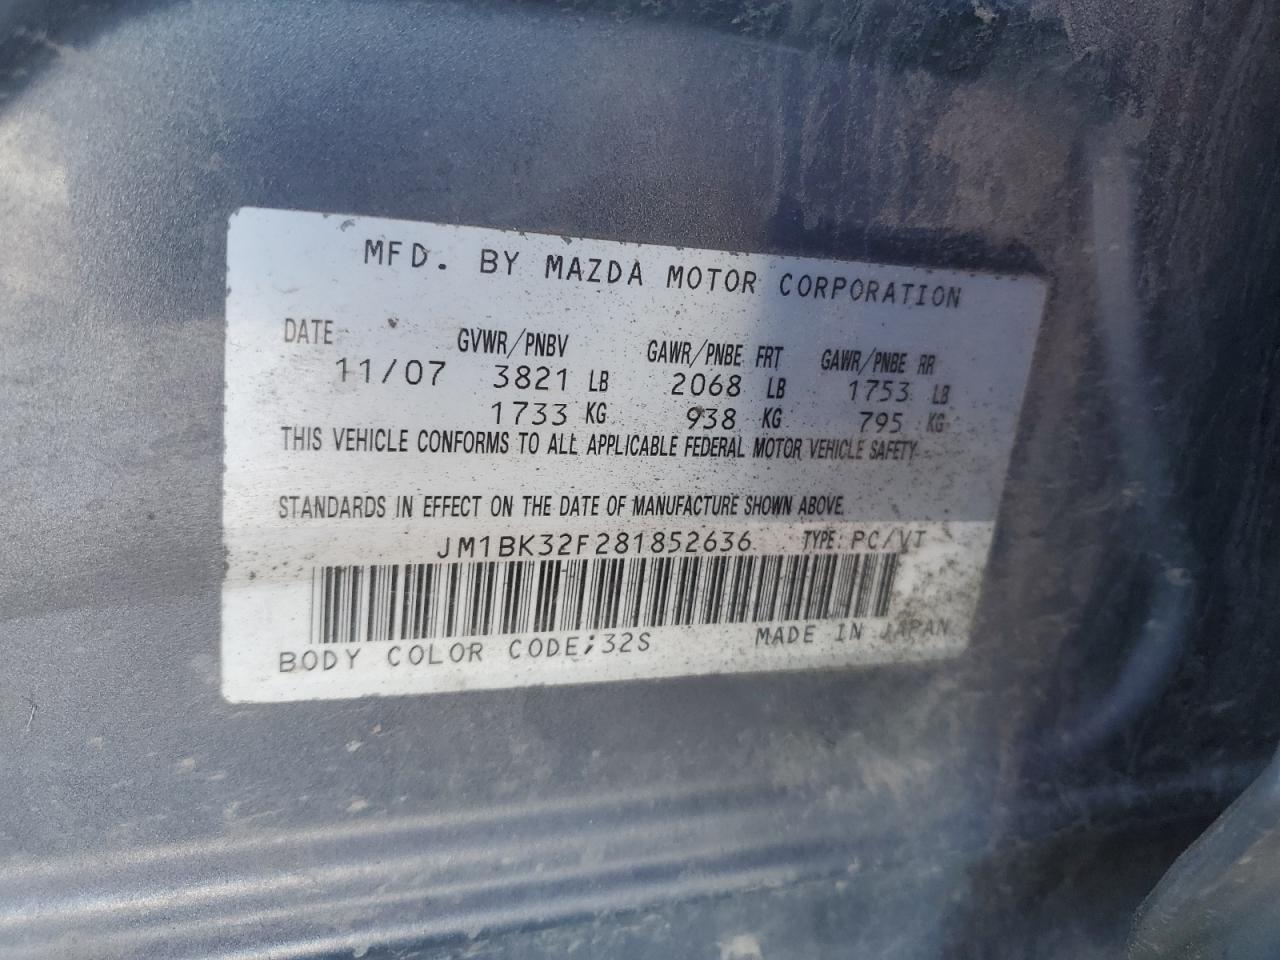 MFD. BY MAZDA MOTOR CORPORATION
DATE GVWR/PNBV GAWR/PNBE FRT GAWR/PNBE RR
11/07 3821 LB 2068 LB 1753 LB
1733 KG 938 KG 795 KG
THIS VEHICLE CONFORMS TO ALL APPLICABLE FEDERAL MOTOR VEHICLE SAFETY
STANDARDS IN EFFECT ON THE DATE OF MANUFACTURE SHOWN ABOVE.
JM1BK32F281852636 TYPE: PC/VT
BODY COLOR CODE;32S MADE IN JAPAN